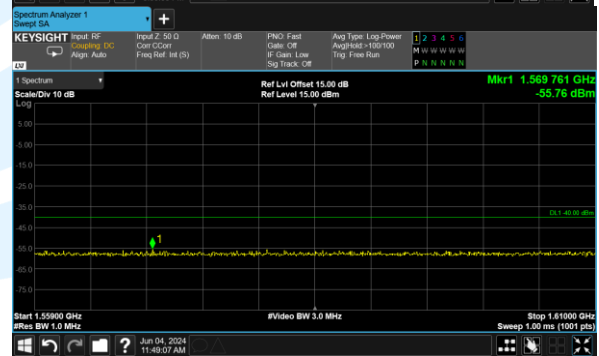 Spectrum Analyzer 1
Swept SA
KEYSIGHT Input: RF Input Z: 50 Ω Atten: 10 dB PNO: Fast Avg Type: Log-Power 1 2 3 4 5 6
Coupling: DC Corr CCorr Gate: Off Avg|Hold:>100/100 M W W W W W
Align: Auto Freq Ref: Int (S) IF Gain: Low Trig: Free Run
Sig Track: Off P N N N N N
LXI
1 Spectrum Ref Lvl Offset 15.00 dB Mkr1 1.569 761 GHz
Scale/Div 10 dB Ref Level 15.00 dBm -55.76 dBm
Log
5.00
-5.00
-15.0
-25.0
-35.0
DL1 -40.00 dBm
-45.0
1
-55.0
-65.0
-75.0
Start 1.55900 GHz #Video BW 3.0 MHz Stop 1.61000 GHz
#Res BW 1.0 MHz Sweep 1.00 ms (1001 pts)
? Jun 04, 2024
11:49:07 AM